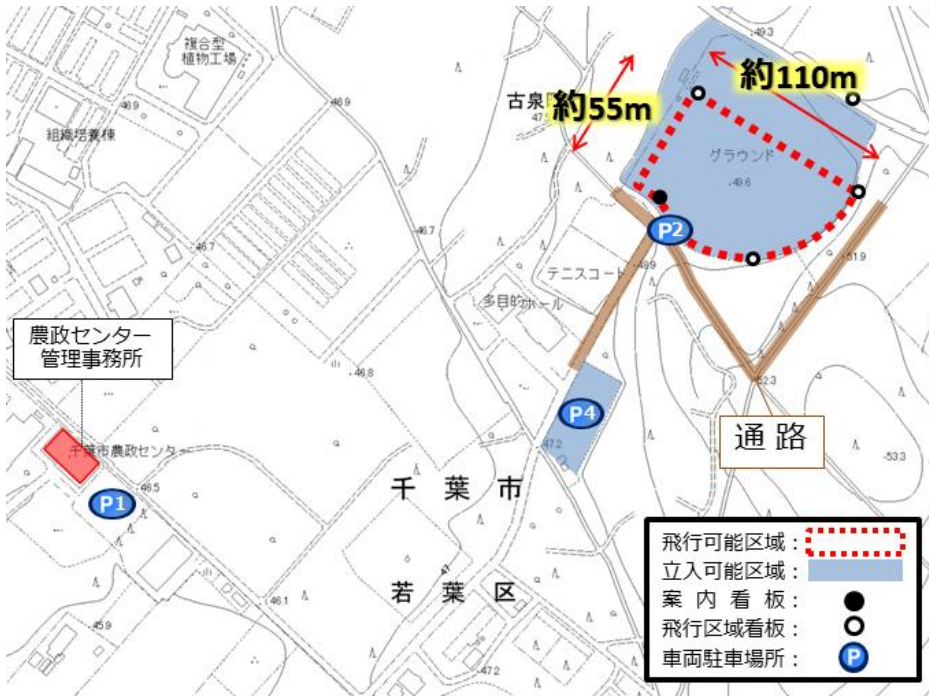 複合型
植物工場
46.9
49.3
約110m
古泉
約55m
46.9
組織培養棟
グラウンド
49.6
46.7
46.7
P2
48.9
51.9
テニスコート
多目的ホール
農政センター
管理事務所
46.8
52.3
P4
通 路
47.2
千葉市農政センター
53.3
46.5
P1
千 葉 市
47
若 葉 区
46.1
45.9
47.2
飛行可能区域：
立入可能区域：
案 内 看 板：
飛行区域看板：
車両駐車場所：
P